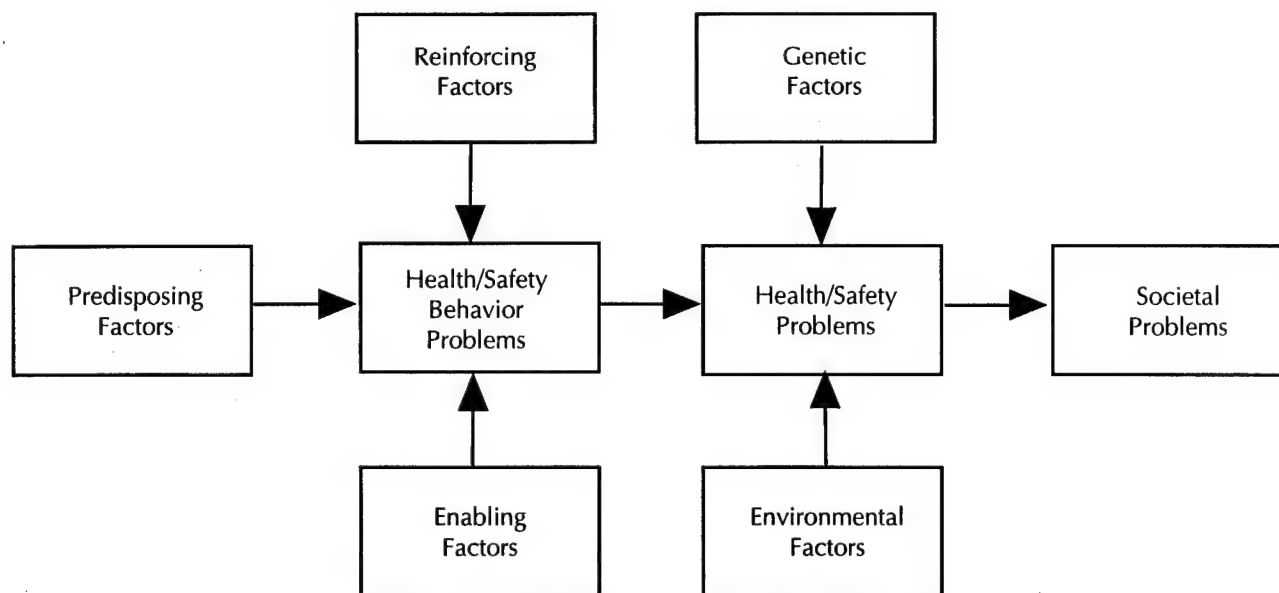 Reinforcing
Factors
Genetic
Factors
Predisposing
Factors
Health/Safety
Behavior
Problems
Health/Safety
Problems
Societal
Problems
Enabling
Factors
Environmental
Factors